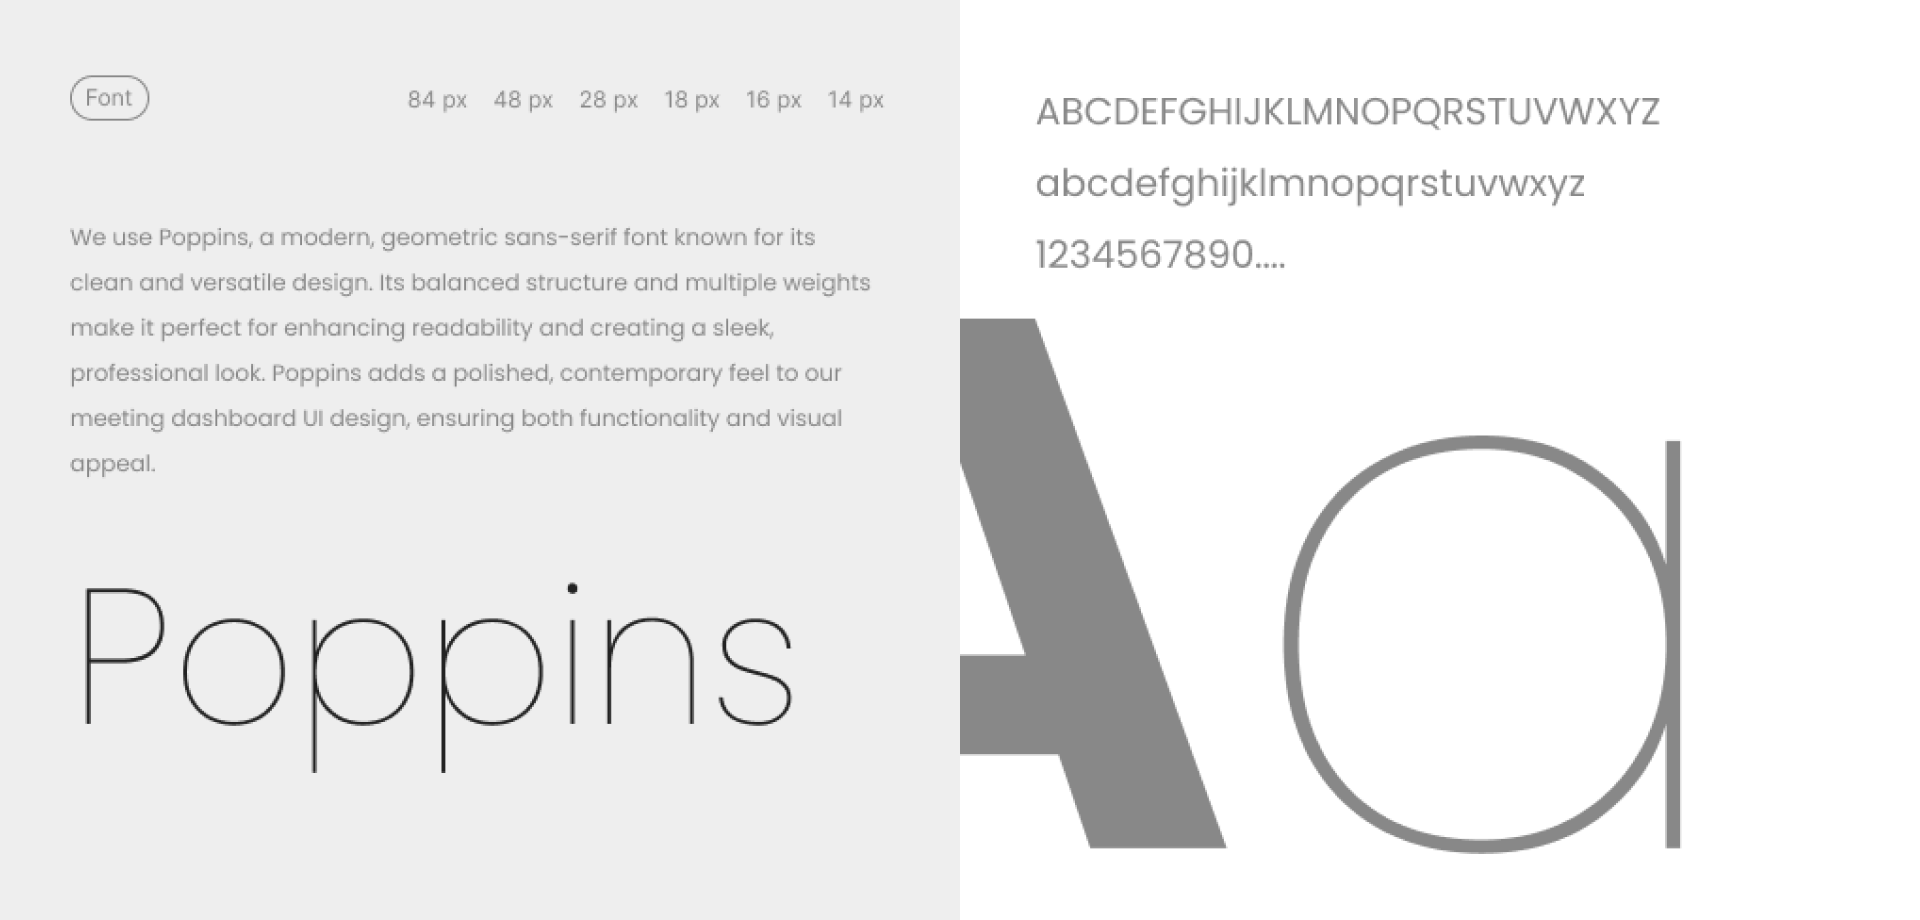 Font
84 px 48 px 28 px 18 px 16 px 14 px
We use Poppins, a modern, geometric sans-serif font known for its
clean and versatile design. Its balanced structure and multiple weights
make it perfect for enhancing readability and creating a sleek,
professional look. Poppins adds a polished, contemporary feel to our
meeting dashboard UI design, ensuring both functionality and visual
appeal.
Poppins
ABCDEFGHIJKLMNOPQRSTUVWXYZ
abcdefghijklmnopqrstuvwxyz
1234567890....
Aa